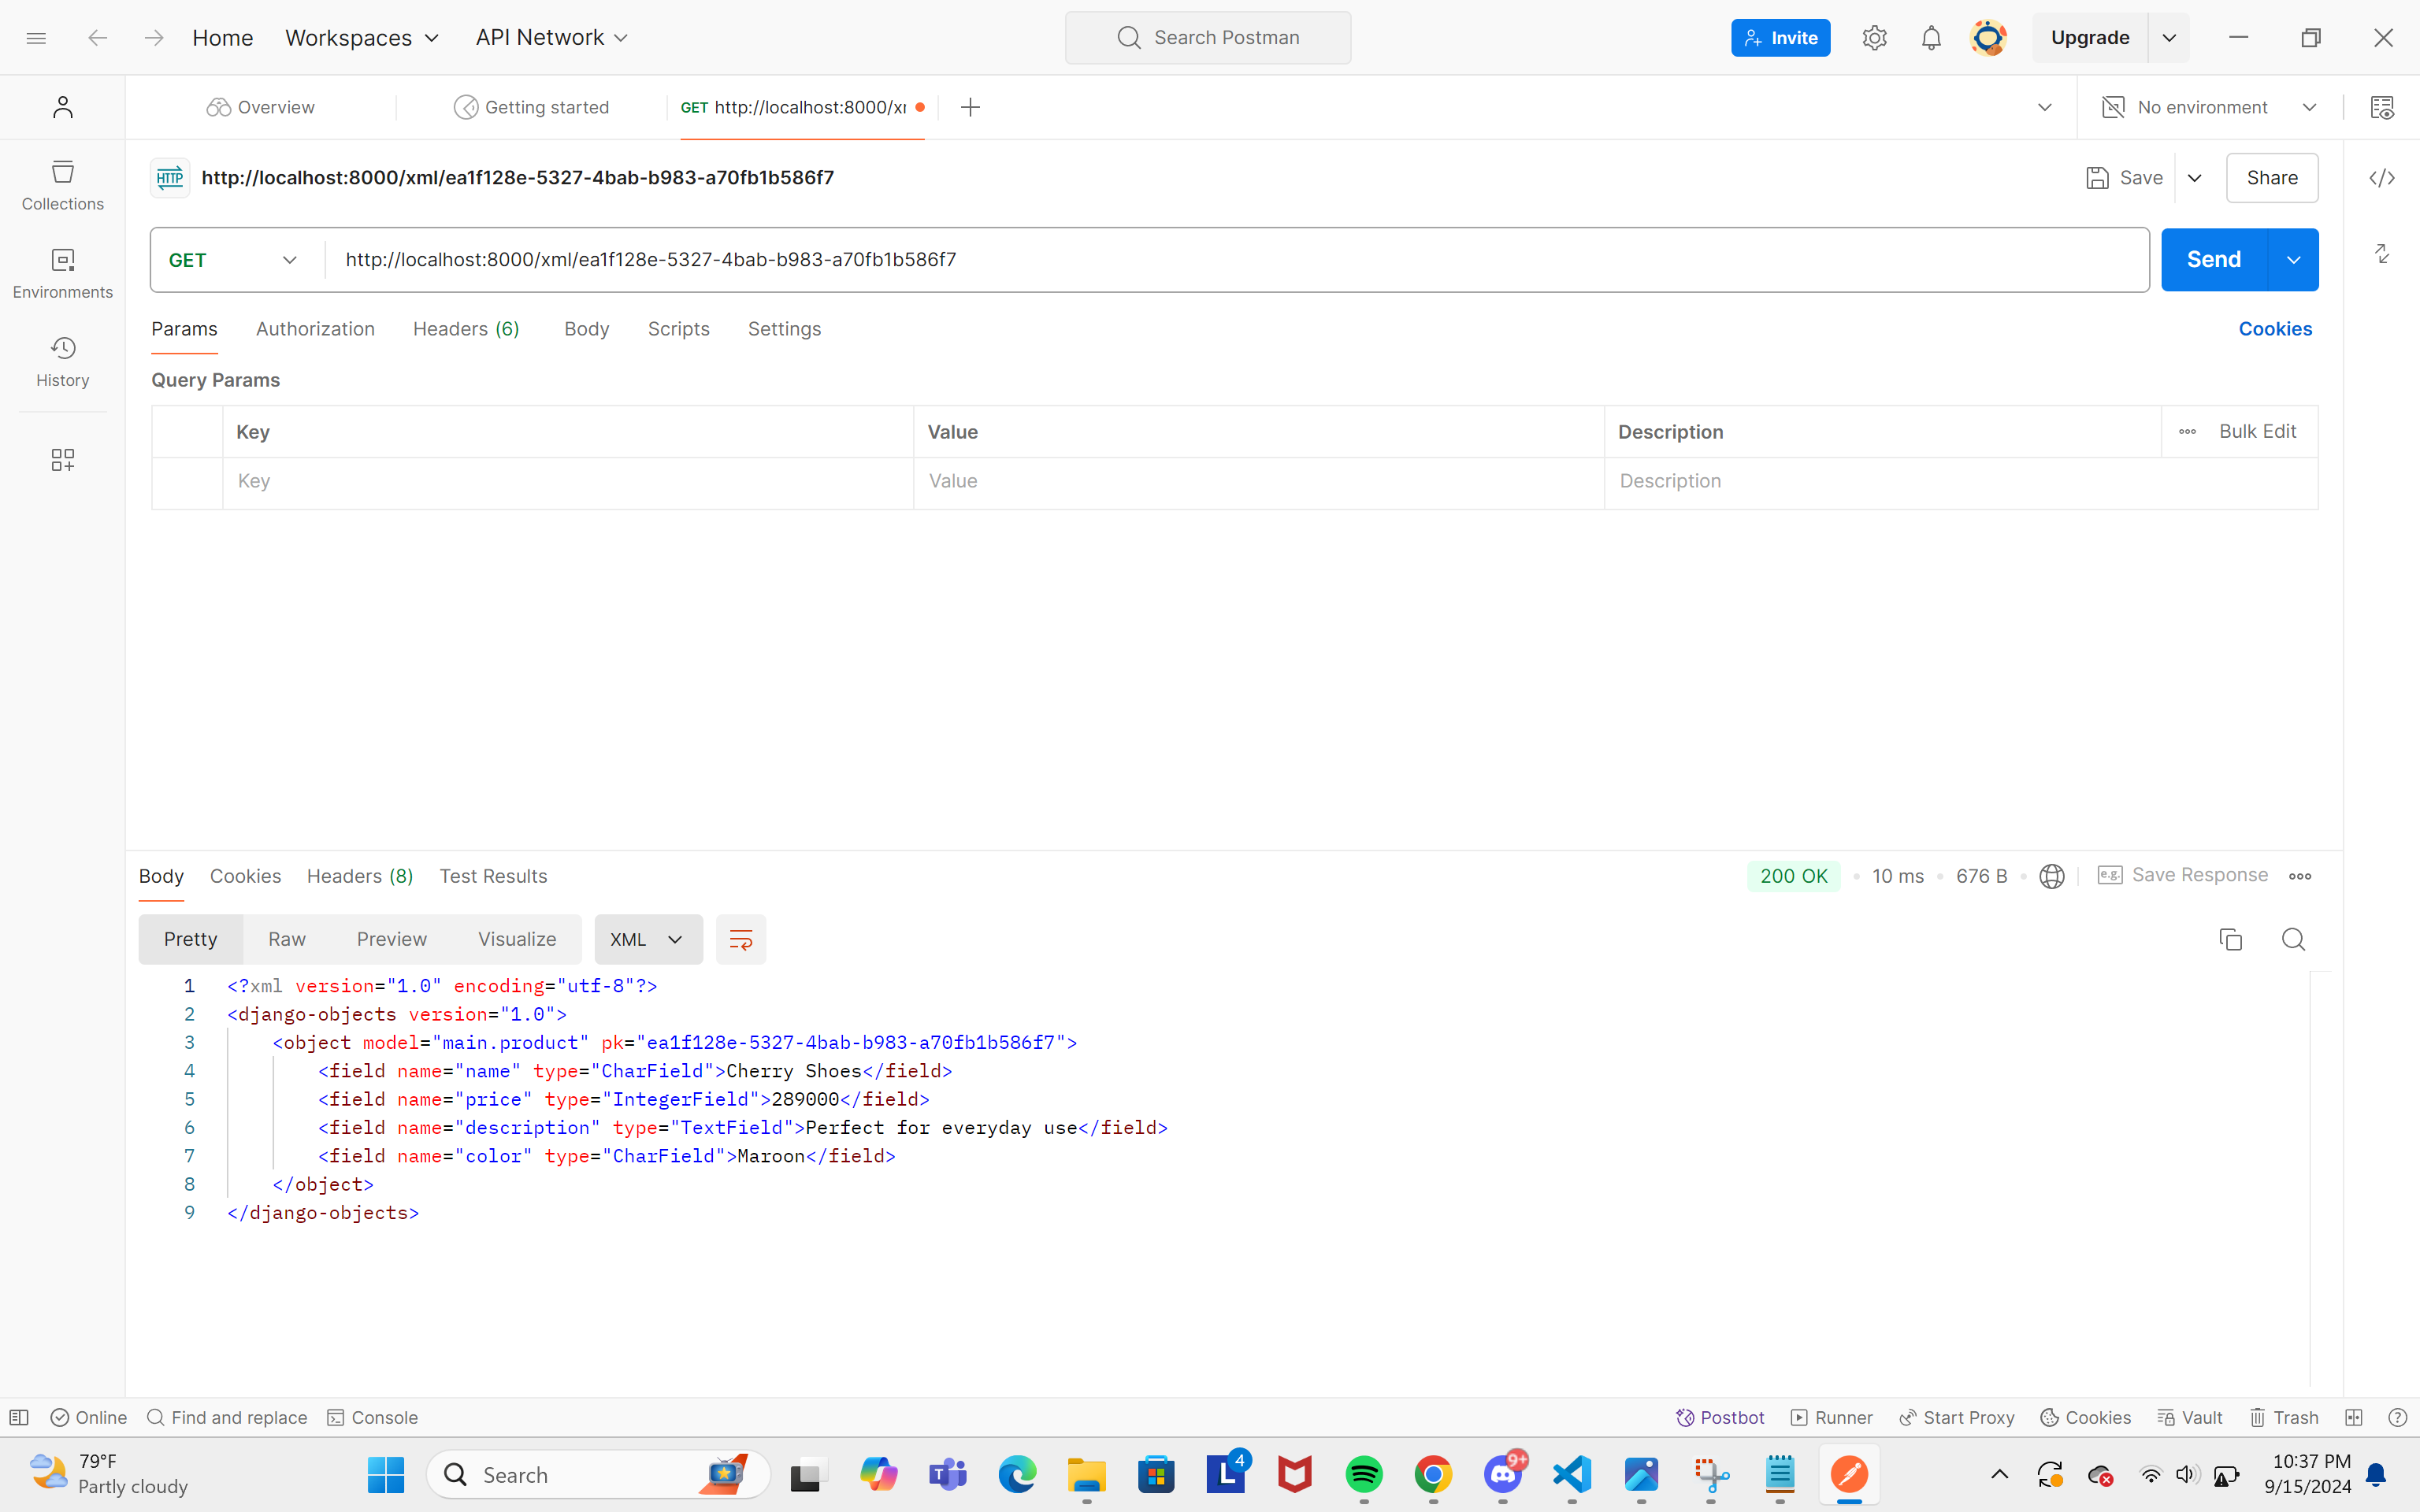 Home Workspaces API Network Search Postman Invite Upgrade
Overview Getting started GET http://localhost:8000/xr No environment
HTTP http://localhost:8000/xml/ea1f128e-5327-4bab-b983-a70fb1b586f7 Save Share
Collections
GET http://localhost:8000/xml/ea1f128e-5327-4bab-b983-a70fb1b586f7 Send
Environments
Params Authorization Headers (6) Body Scripts Settings Cookies
History
Query Params
Key Value Description Bulk Edit
Key Value Description
Body Cookies Headers (8) Test Results 200 OK 10 ms 676 B e.g. Save Response
Pretty Raw Preview Visualize XML
1 <?xml version="1.0" encoding="utf-8"?>
2 <django-objects version="1.0">
3 <object model="main.product" pk="ea1f128e-5327-4bab-b983-a70fb1b586f7">
4 <field name="name" type="CharField">Cherry Shoes</field>
5 <field name="price" type="IntegerField">289000</field>
6 <field name="description" type="TextField">Perfect for everyday use</field>
7 <field name="color" type="CharField">Maroon</field>
8 </object>
9 </django-objects>
Online Find and replace Console Postbot Runner Start Proxy Cookies Vault Trash
79°F
Partly cloudy
Search
T
L
4
9+
10:37 PM
9/15/2024